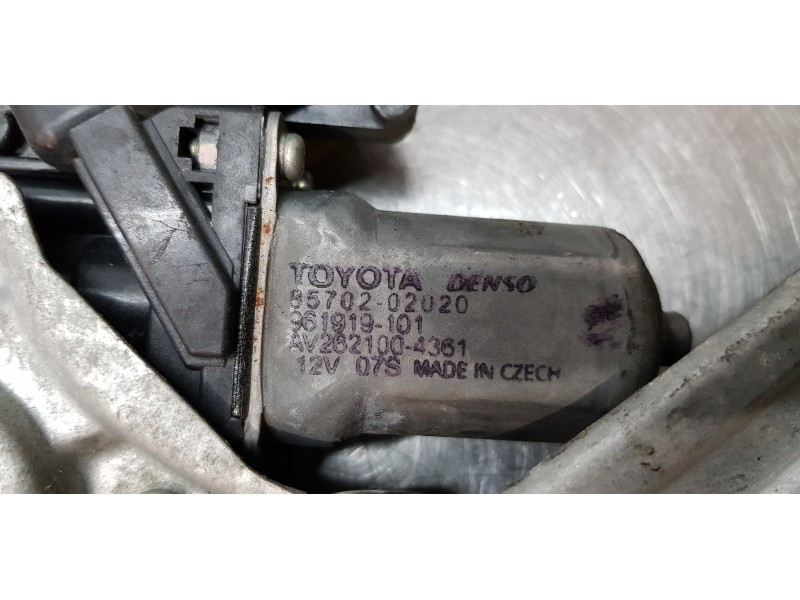 TOYOTA DENSO
85702-02020
961919-101
AV262100-4361
12V 07S MADE IN CZECH